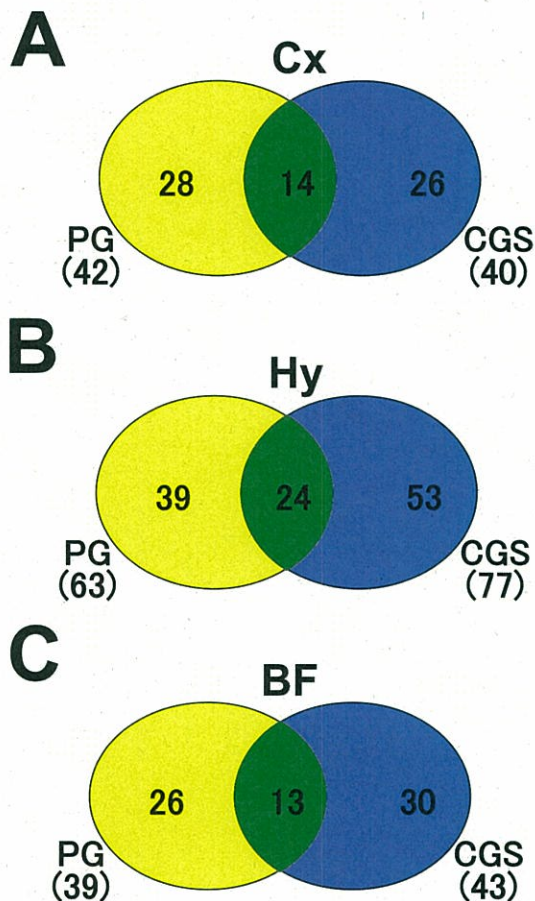 A
Cx
28 14 26
PG CGS
(42) (40)
B
Hy
39 24 53
PG CGS
(63) (77)
C
BF
26 13 30
PG CGS
(39) (43)